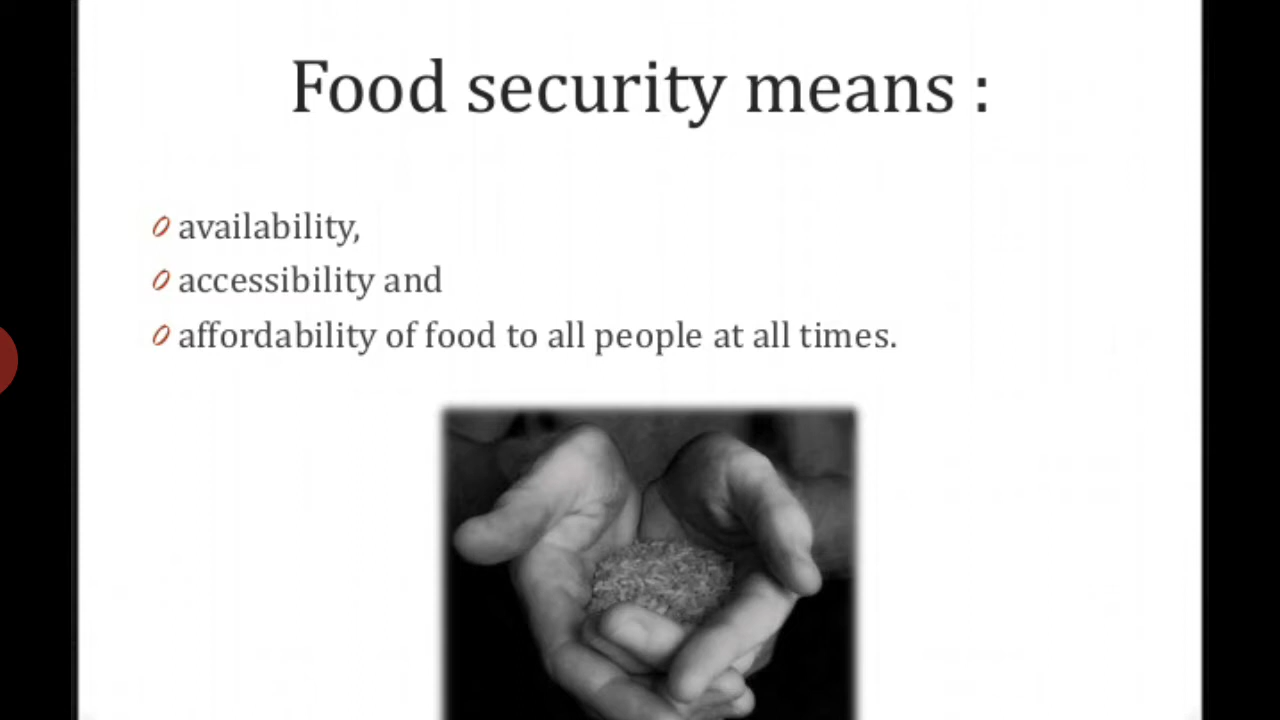 Food security means :
availability,
accessibility and
affordability of food to all people at all times.